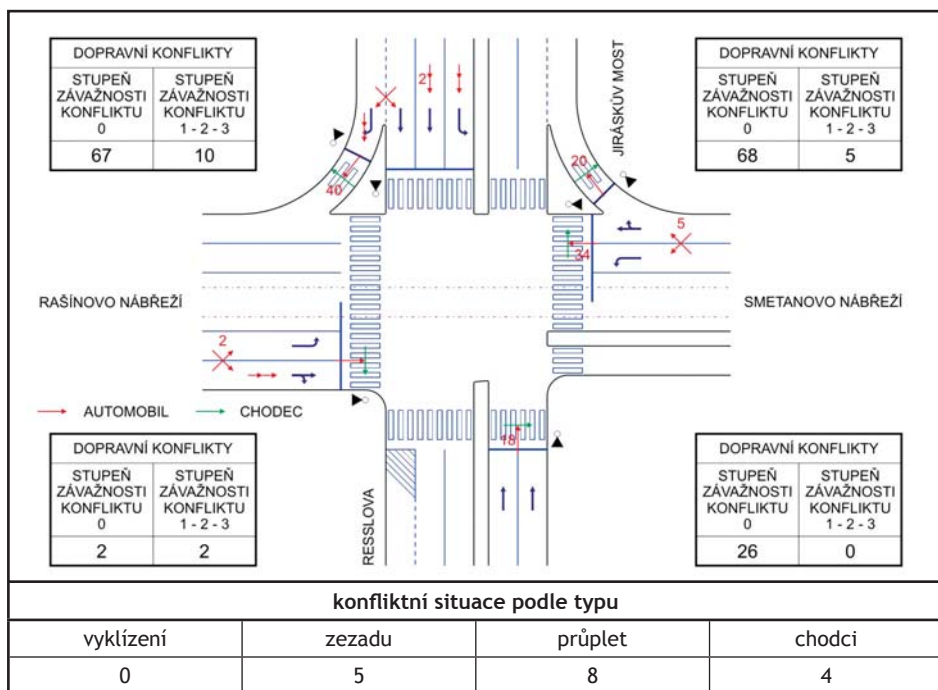 DOPRAVNÍ KONFLIKTY
STUPEŇ ZÁVAŽNOSTI KONFLIKTU 0
STUPEŇ ZÁVAŽNOSTI KONFLIKTU 1 - 2 - 3
67
10
DOPRAVNÍ KONFLIKTY
STUPEŇ ZÁVAŽNOSTI KONFLIKTU 0
STUPEŇ ZÁVAŽNOSTI KONFLIKTU 1 - 2 - 3
68
5
JIRÁSKŮV MOST
2
40
20
34
5
RAŠÍNOVO NÁBŘEŽÍ
SMETANOVO NÁBŘEŽÍ
2
AUTOMOBIL
CHODEC
18
RESSLOVA
DOPRAVNÍ KONFLIKTY
STUPEŇ ZÁVAŽNOSTI KONFLIKTU 0
STUPEŇ ZÁVAŽNOSTI KONFLIKTU 1 - 2 - 3
2
2
DOPRAVNÍ KONFLIKTY
STUPEŇ ZÁVAŽNOSTI KONFLIKTU 0
STUPEŇ ZÁVAŽNOSTI KONFLIKTU 1 - 2 - 3
26
0
konfliktní situace podle typu
vyklízení zezadu průplet chodci
0 5 8 4